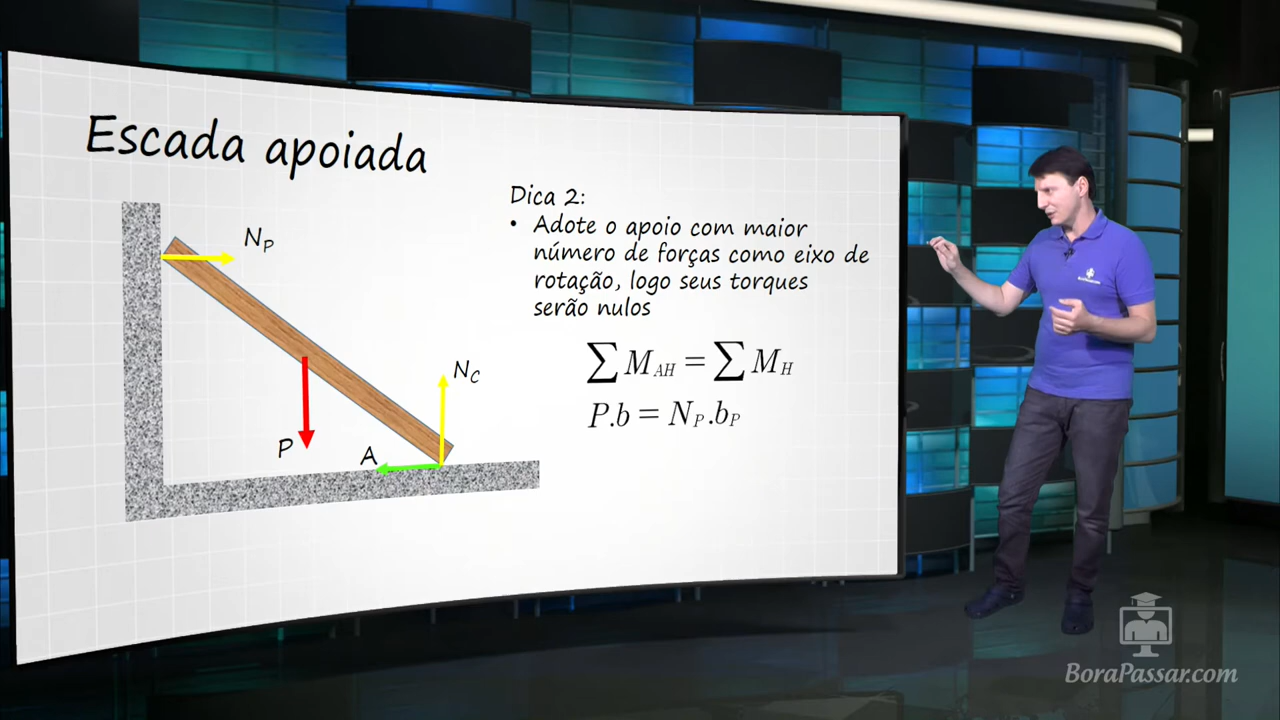 Escada apoiada
Dica 2:
• Adote o apoio com maior
número de forças como eixo de
rotação, logo seus torques
serão nulos
N_P
N_C
P
A
∑ M_AH = ∑ M_H
P.b = N_P.b_P
BoraPassar.com